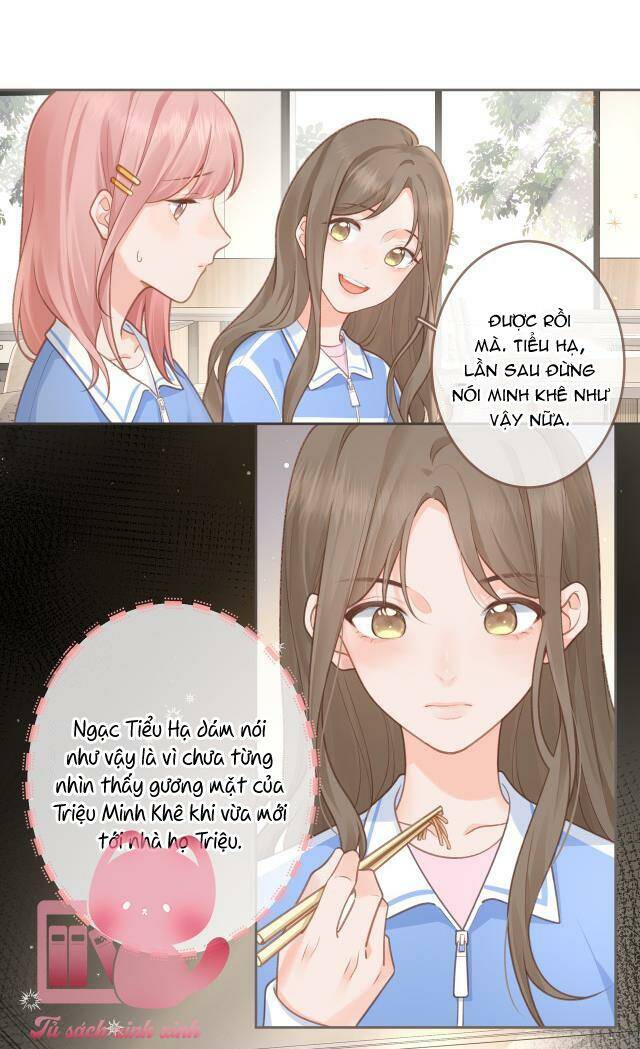 ĐƯỢC RỒI
MÀ. TIỂU HẠ,
LẦN SAU ĐỪNG
NÓI MINH KHÊ NHƯ
VẬY NỮA.
Ngạc Tiểu Hạ dám nói
như vậy là vì chưa từng
nhìn thấy gương mặt của
Triệu Minh Khê khi vừa mới
tới nhà họ Triệu.
Tủ sách xinh xinh